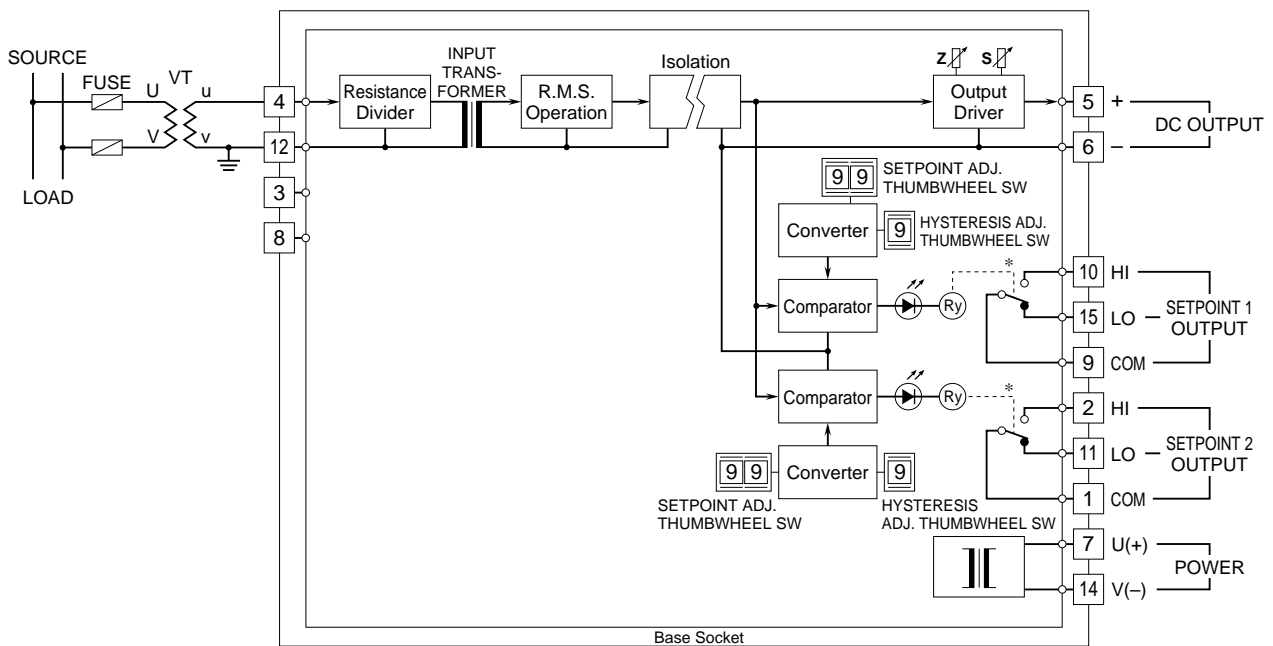 SOURCE
LOAD
FUSE
VT
U
u
V
v
4
12
3
8
Resistance
Divider
INPUT
TRANS-
FORMER
R.M.S.
Operation
Isolation
Z
S
Output
Driver
5 +
6 –
DC OUTPUT
9 9
SETPOINT ADJ.
THUMBWHEEL SW
Converter
9
HYSTERESIS ADJ.
THUMBWHEEL SW
Comparator
Ry
*
10 HI
15 LO
9 COM
SETPOINT 1
OUTPUT
Comparator
Ry
*
2 HI
11 LO
1 COM
SETPOINT 2
OUTPUT
9 9
Converter
9
SETPOINT ADJ.
THUMBWHEEL SW
HYSTERESIS
ADJ. THUMBWHEEL SW
7 U(+)
14 V(–)
POWER
Base Socket